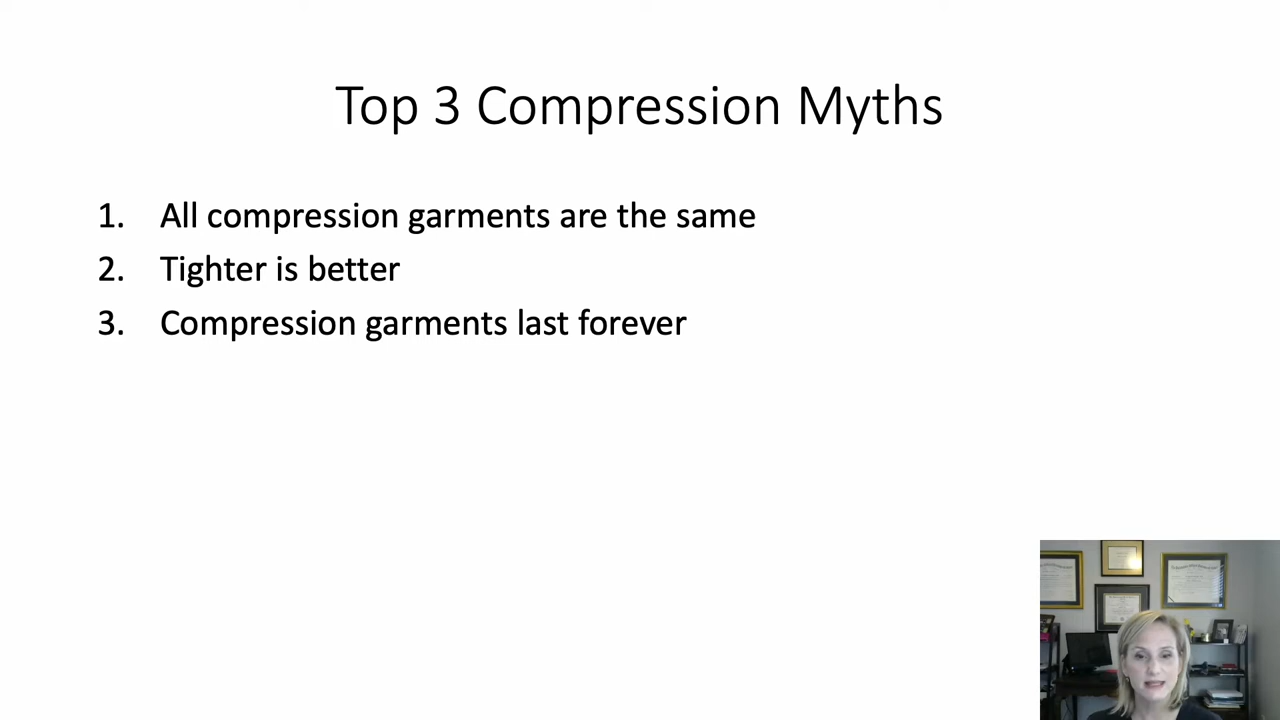 Top 3 Compression Myths
1. All compression garments are the same
2. Tighter is better
3. Compression garments last forever